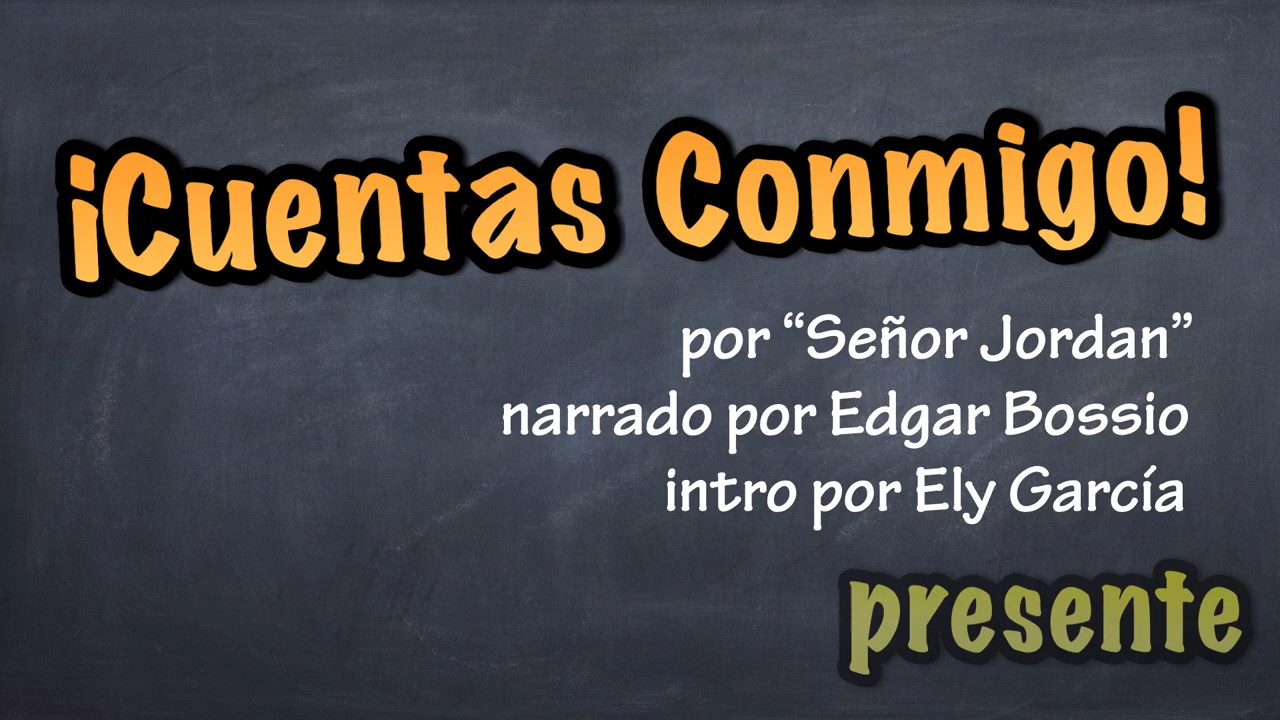 ¡Cuentas Conmigo!
por “Señor Jordan”
narrado por Edgar Bossio
intro por Ely García
presente